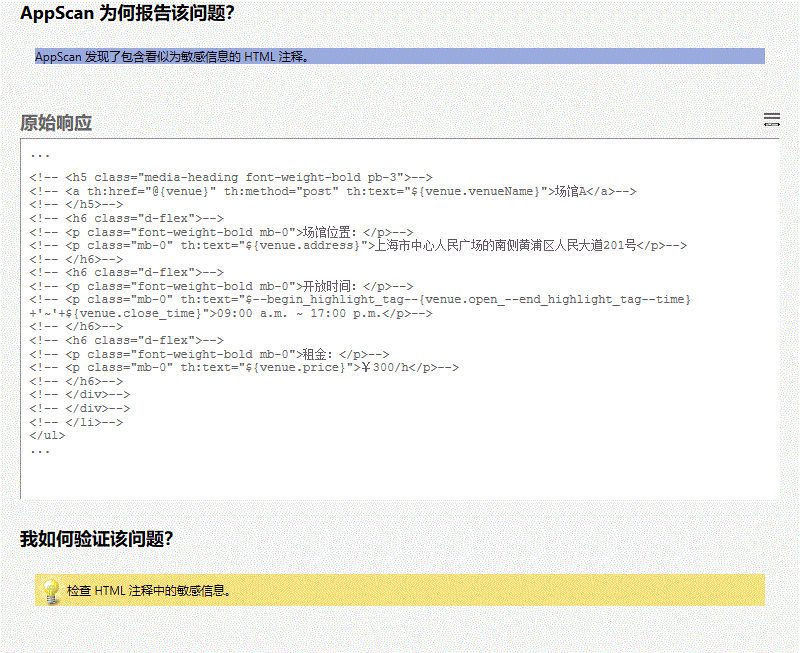 AppScan 为何报告该问题？
AppScan 发现了包含看似为敏感信息的 HTML 注释。
原始响应
...
<!-- <h5 class="media-heading font-weight-bold pb-3">-->
<!-- <a th:href="@{venue}" th:method="post" th:text="${venue.venueName}">场馆A</a>-->
<!-- </h5>-->
<!-- <h6 class="d-flex">-->
<!-- <p class="font-weight-bold mb-0">场馆位置：</p>-->
<!-- <p class="mb-0" th:text="${venue.address}">上海市中心人民广场的南侧黄浦区人民大道201号</p>-->
<!-- </h6>-->
<!-- <h6 class="d-flex">-->
<!-- <p class="font-weight-bold mb-0">开放时间：</p>-->
<!-- <p class="mb-0" th:text="$--begin_highlight_tag--{venue.open_--end_highlight_tag--time}
+'~'+${venue.close_time}">09:00 a.m. ~ 17:00 p.m.</p>-->
<!-- </h6>-->
<!-- <h6 class="d-flex">-->
<!-- <p class="font-weight-bold mb-0">租金：</p>-->
<!-- <p class="mb-0" th:text="${venue.price}">￥300/h</p>-->
<!-- </h6>-->
<!-- </div>-->
<!-- </div>-->
<!-- </li>-->
</ul>
...
我如何验证该问题？
检查 HTML 注释中的敏感信息。